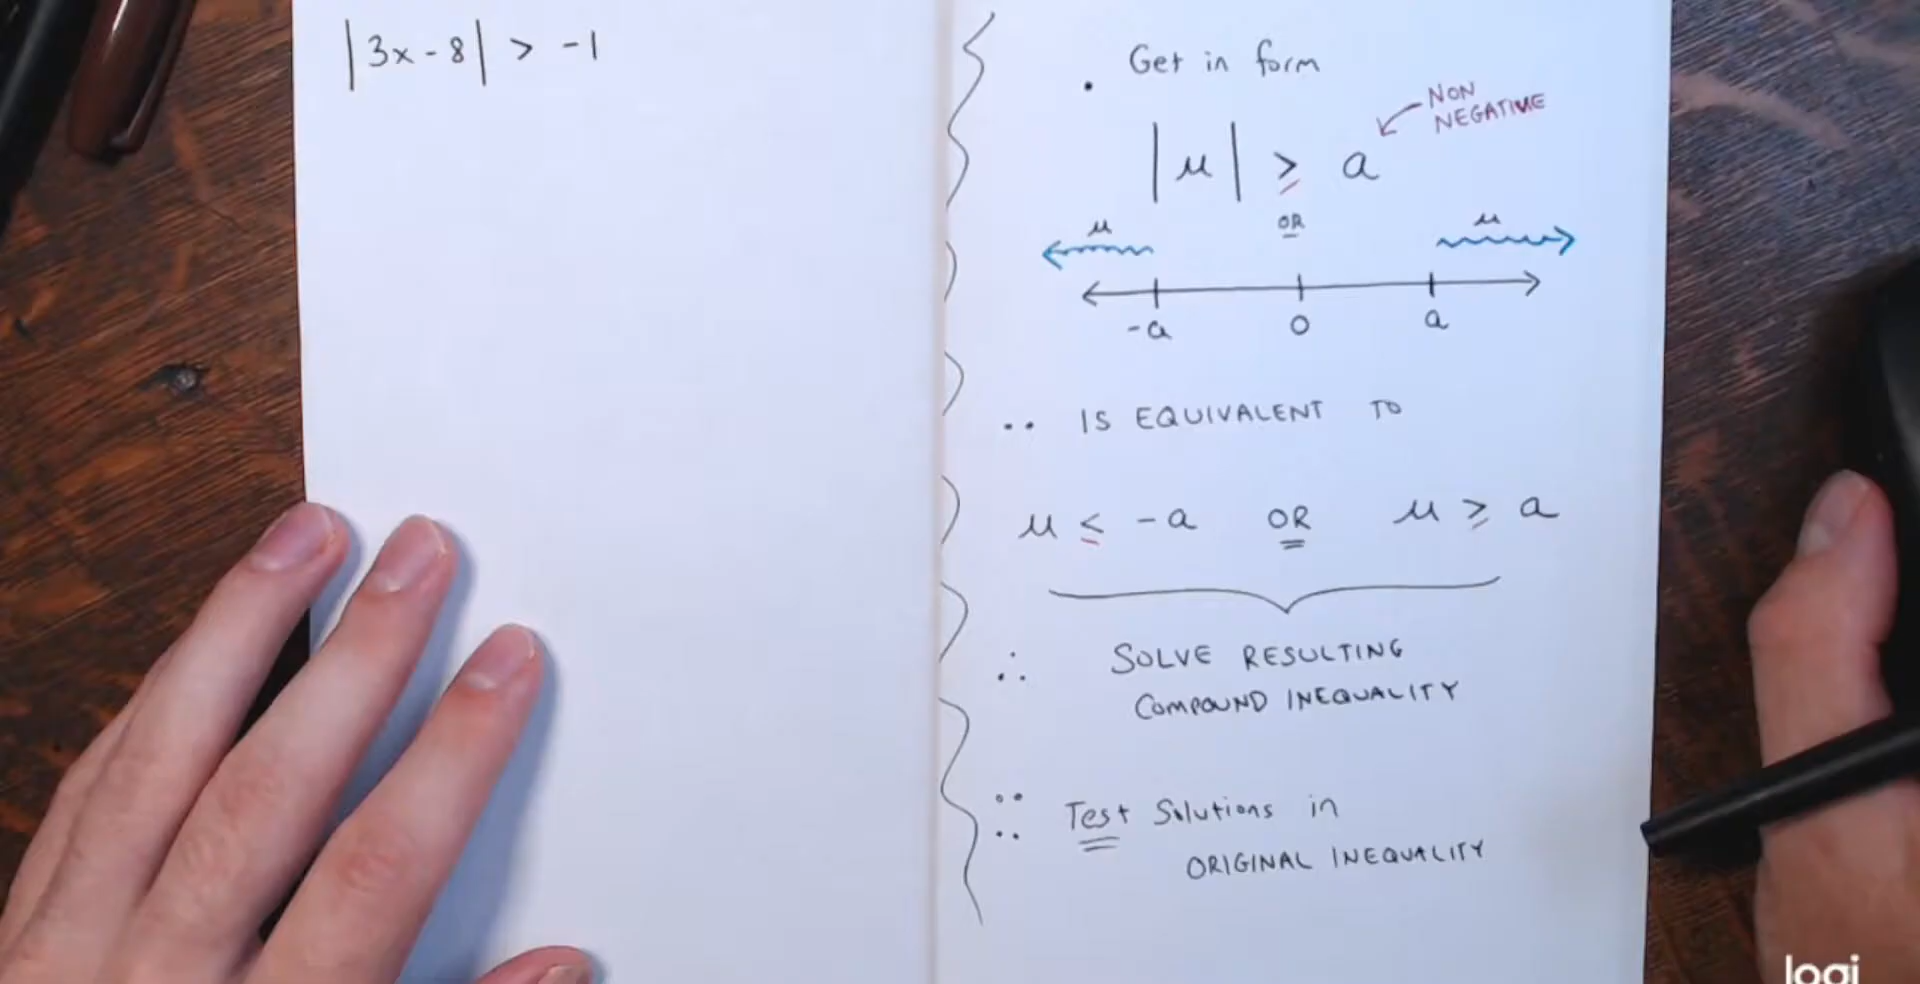 |3x - 8| > -1
• Get in form
NON
NEGATIVE
|u| ≥ a
OR
u u
-a 0 a
•• IS EQUIVALENT TO
u ≤ -a OR u ≥ a
∴ SOLVE RESULTING
COMPOUND INEQUALITY
∷ Test Solutions in
ORIGINAL INEQUALITY
logi